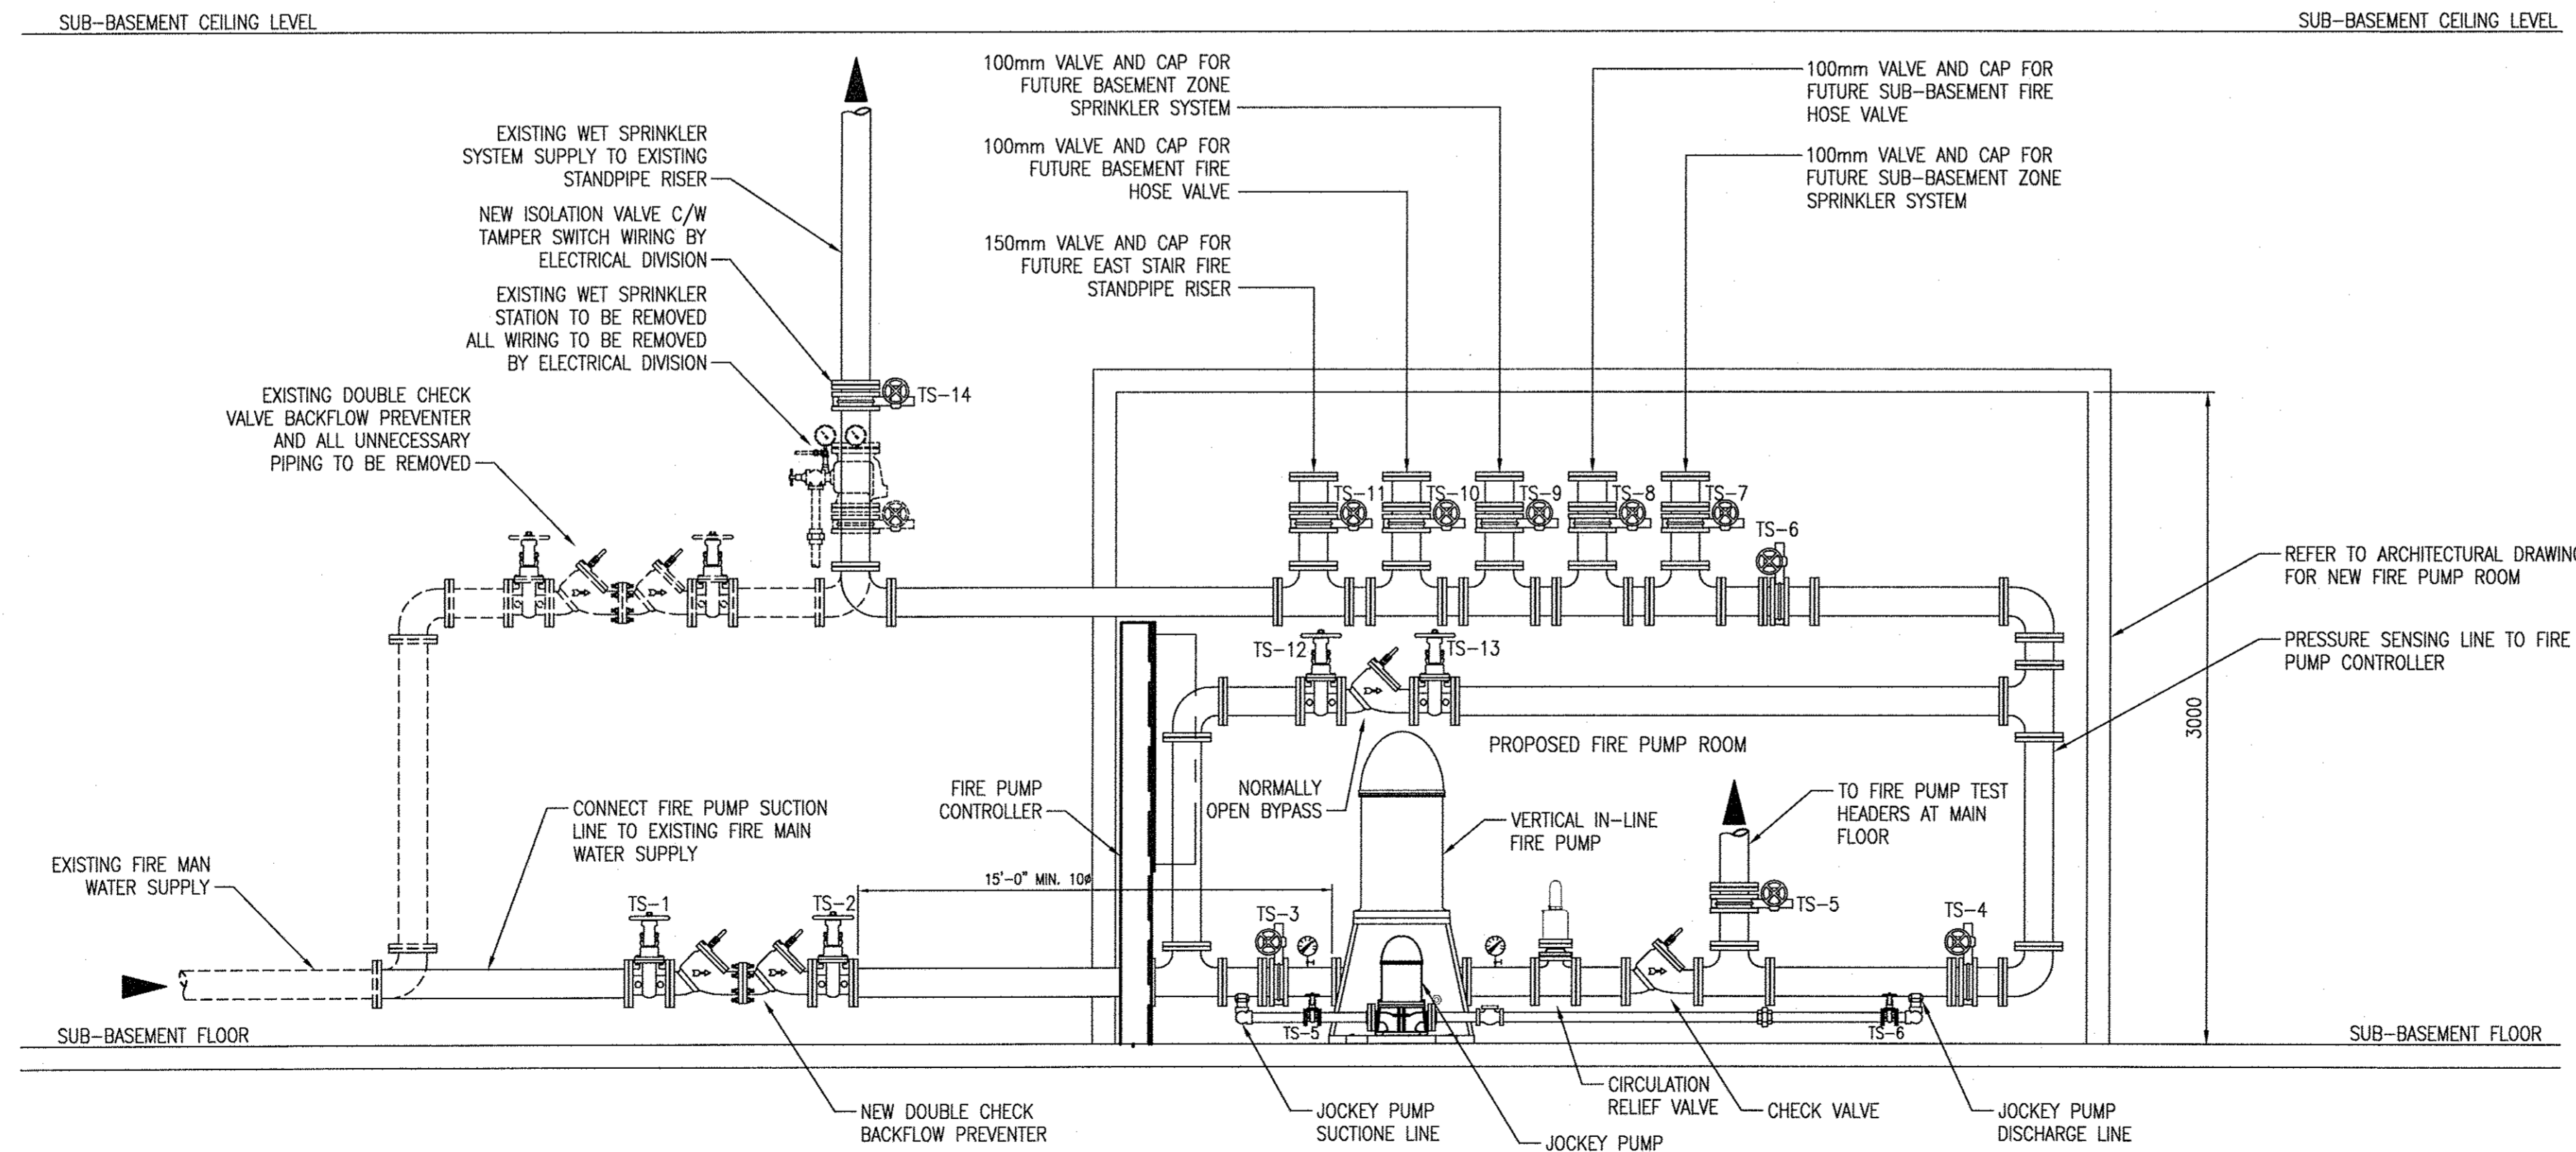 SUB-BASEMENT CEILING LEVEL
SUB-BASEMENT CEILING LEVEL
EXISTING WET SPRINKLER
SYSTEM SUPPLY TO EXISTING
STANDPIPE RISER
NEW ISOLATION VALVE C/W
TAMPER SWITCH WIRING BY
ELECTRICAL DIVISION
EXISTING WET SPRINKLER
STATION TO BE REMOVED
ALL WIRING TO BE REMOVED
BY ELECTRICAL DIVISION
EXISTING DOUBLE CHECK
VALVE BACKFLOW PREVENTER
AND ALL UNNECESSARY
PIPING TO BE REMOVED
100mm VALVE AND CAP FOR
FUTURE BASEMENT ZONE
SPRINKLER SYSTEM
100mm VALVE AND CAP FOR
FUTURE BASEMENT FIRE
HOSE VALVE
150mm VALVE AND CAP FOR
FUTURE EAST STAIR FIRE
STANDPIPE RISER
100mm VALVE AND CAP FOR
FUTURE SUB-BASEMENT FIRE
HOSE VALVE
100mm VALVE AND CAP FOR
FUTURE SUB-BASEMENT ZONE
SPRINKLER SYSTEM
TS-14
TS-11
TS-10
TS-9
TS-8
TS-7
TS-6
REFER TO ARCHITECTURAL DRAWING
FOR NEW FIRE PUMP ROOM
PRESSURE SENSING LINE TO FIRE
PUMP CONTROLLER
3000
TS-12
TS-13
PROPOSED FIRE PUMP ROOM
NORMALLY
OPEN BYPASS
FIRE PUMP
CONTROLLER
VERTICAL IN-LINE
FIRE PUMP
TO FIRE PUMP TEST
HEADERS AT MAIN
FLOOR
CONNECT FIRE PUMP SUCTION
LINE TO EXISTING FIRE MAIN
WATER SUPPLY
EXISTING FIRE MAN
WATER SUPPLY
15'-0" MIN. 10ø
TS-1
TS-2
TS-3
TS-5
TS-4
TS-5
TS-6
SUB-BASEMENT FLOOR
SUB-BASEMENT FLOOR
NEW DOUBLE CHECK
BACKFLOW PREVENTER
JOCKEY PUMP
SUCTIONE LINE
JOCKEY PUMP
CIRCULATION
RELIEF VALVE
CHECK VALVE
JOCKEY PUMP
DISCHARGE LINE